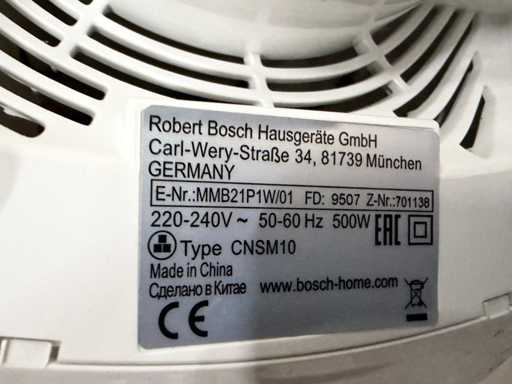 Robert Bosch Hausgeräte GmbH
Carl-Wery-Straße 34, 81739 München
GERMANY
E-Nr.:MMB21P1W/01 FD: 9507 Z-Nr.:701138
220-240V ~ 50-60 Hz 500W EAC
Type CNSM10
Made in China
Сделано в Китае www.bosch-home.com
CE